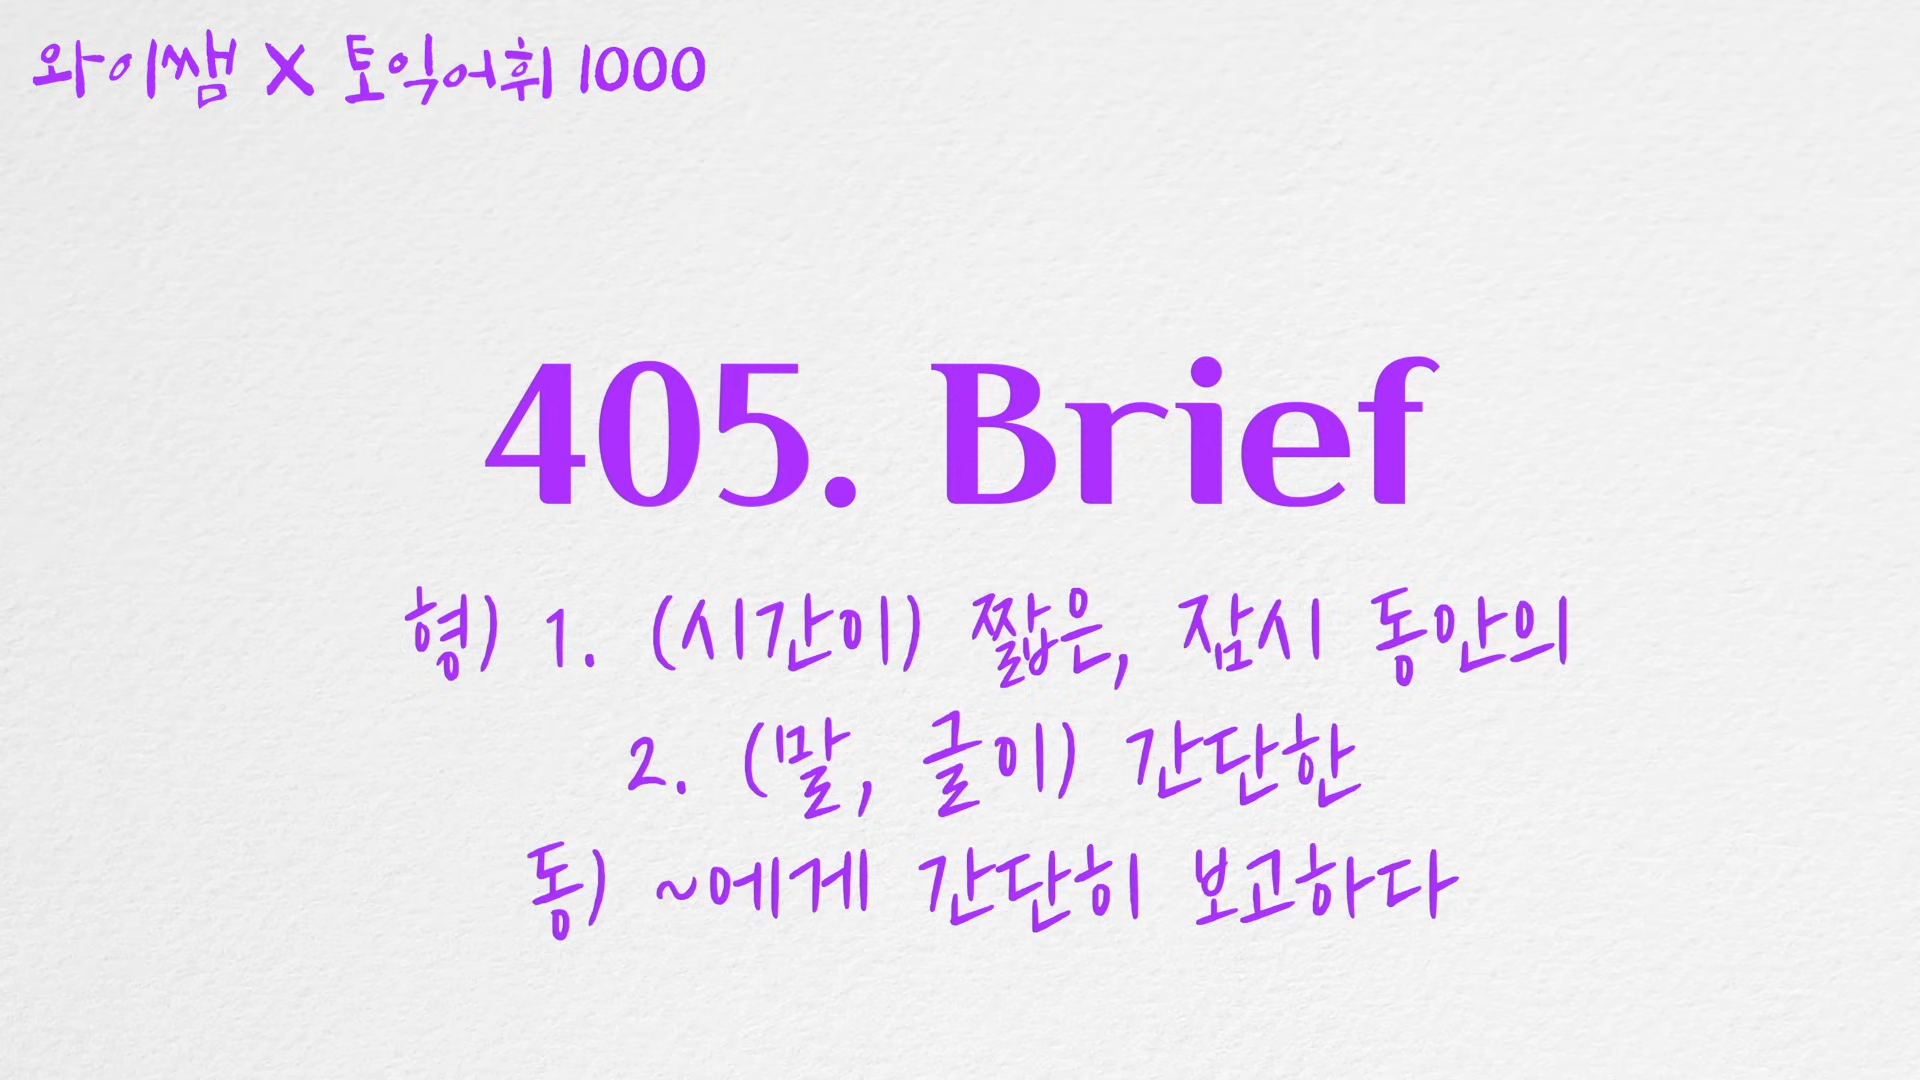 와이쌤 X 토익어휘 1000
405. Brief
형) 1. (시간이) 짧은, 잠시 동안의
2. (말, 글이) 간단한
동) ~에게 간단히 보고하다